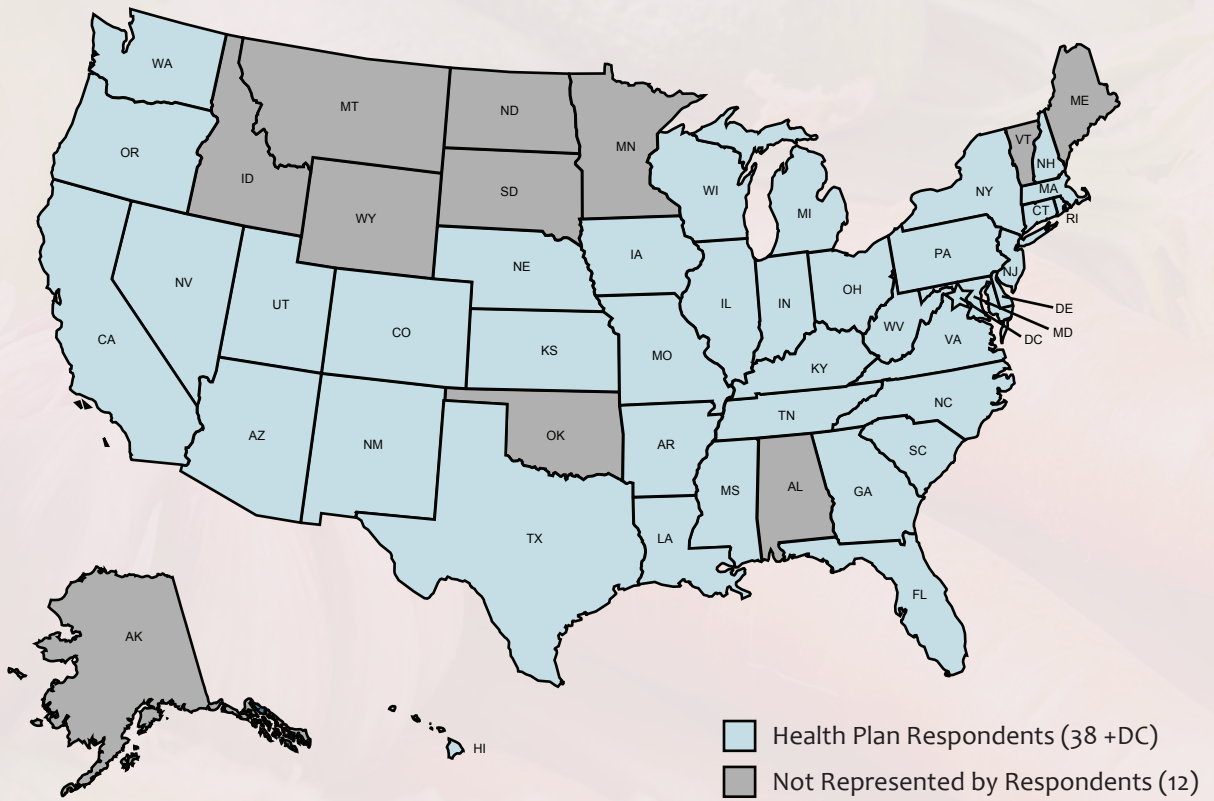 WA
MT
ND
MN
ME
VT
NH
OR
ID
SD
WI
MI
NY
MA
CT
RI
WY
NE
IA
PA
NJ
NV
UT
CO
IL
IN
OH
WV
VA
DE
MD
DC
CA
KS
MO
KY
NC
AZ
NM
OK
AR
TN
SC
MS
AL
GA
TX
LA
FL
AK
HI
Health Plan Respondents (38 +DC)
Not Represented by Respondents (12)